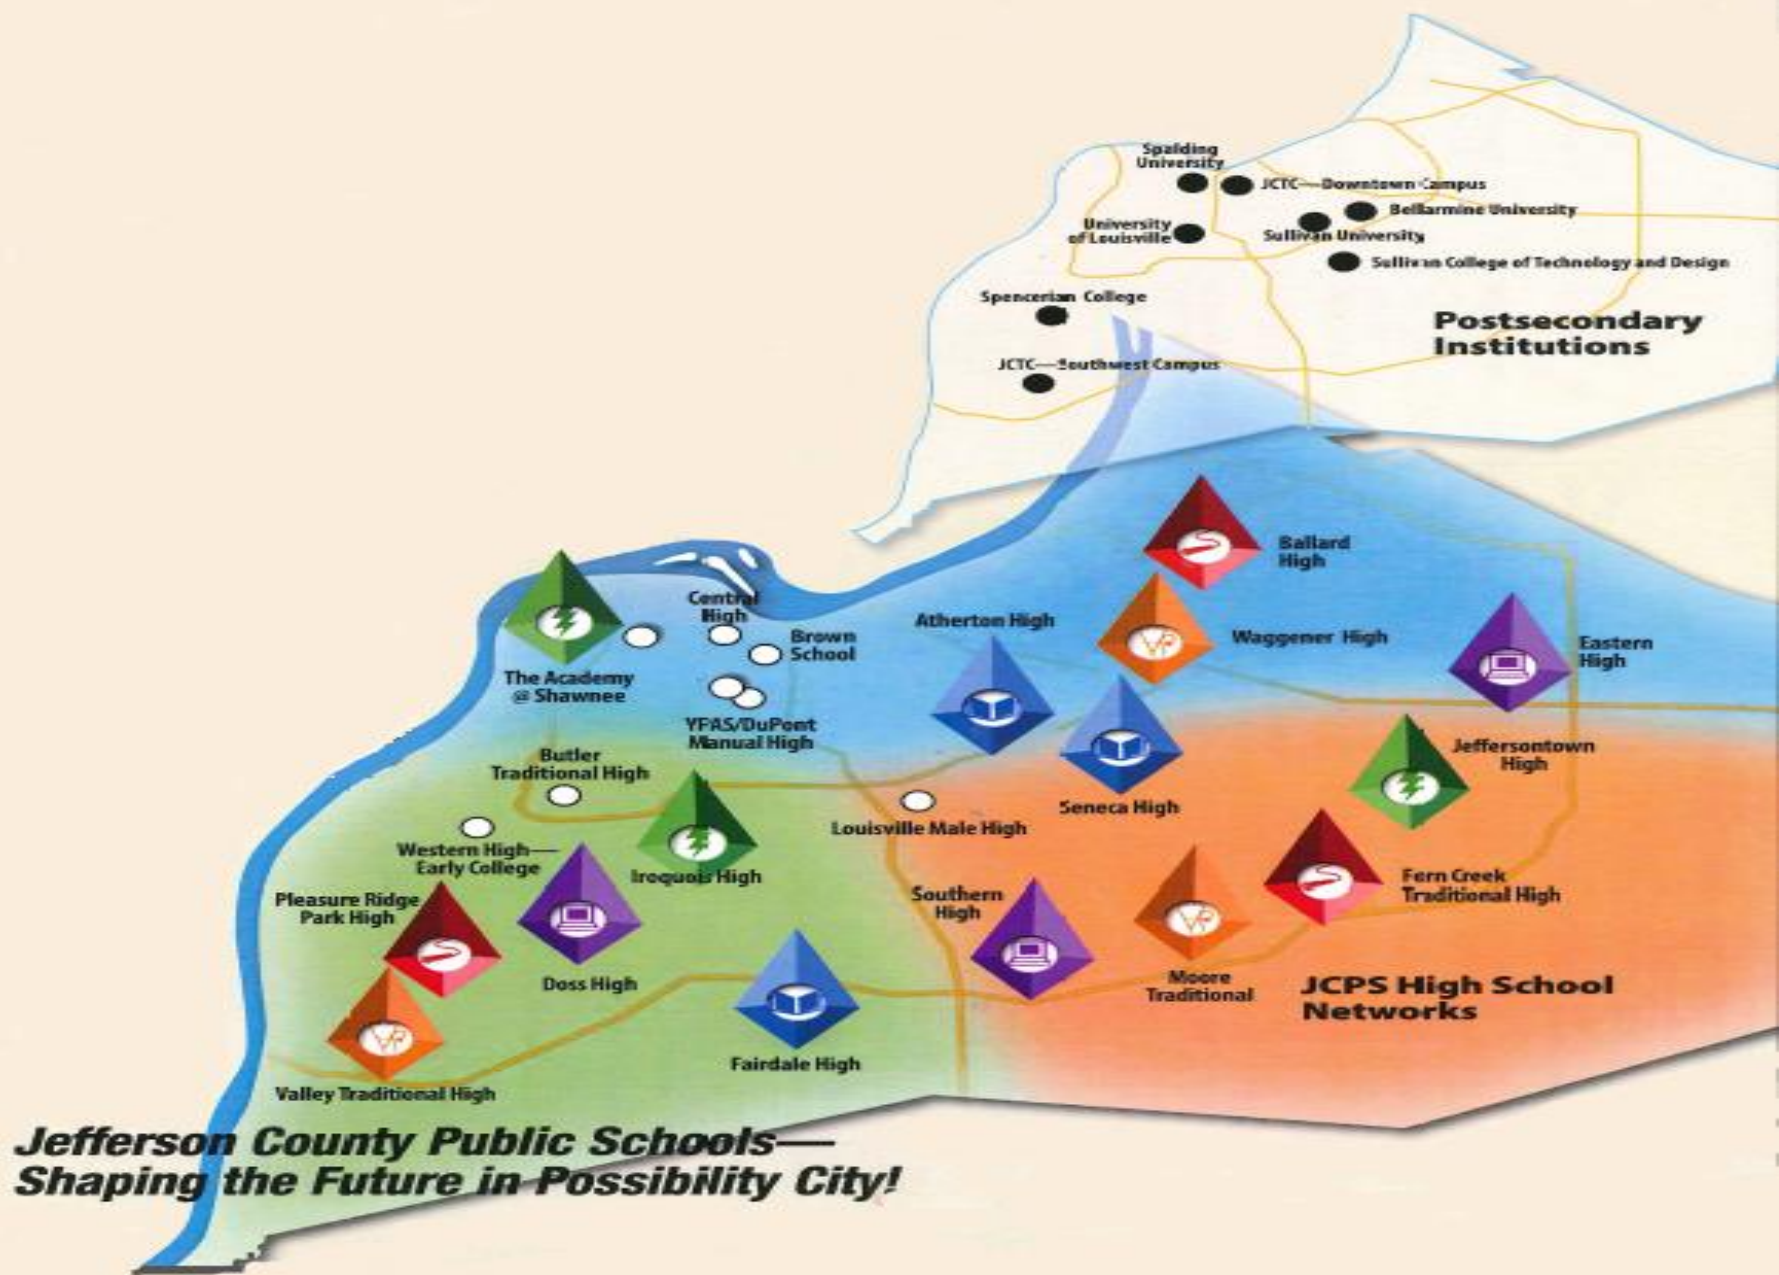 Spalding
University
JCTC—Downtown Campus
Bellarmine University
University
of Louisville
Sullivan University
Sullivan College of Technology and Design
Spencerian College
Postsecondary
Institutions
JCTC—Southwest Campus
Ballard
High
Central
High
Atherton High
Brown
School
Waggener High
Eastern
High
The Academy
@ Shawnee
YPAS/DuPont
Manual High
Butler
Traditional High
Jeffersontown
High
Seneca High
Louisville Male High
Western High—
Early College
Iroquois High
Pleasure Ridge
Park High
Southern
High
Fern Creek
Traditional High
Doss High
Moore
Traditional
JCPS High School
Networks
Fairdale High
Valley Traditional High
Jefferson County Public Schools—
Shaping the Future in Possibility City!